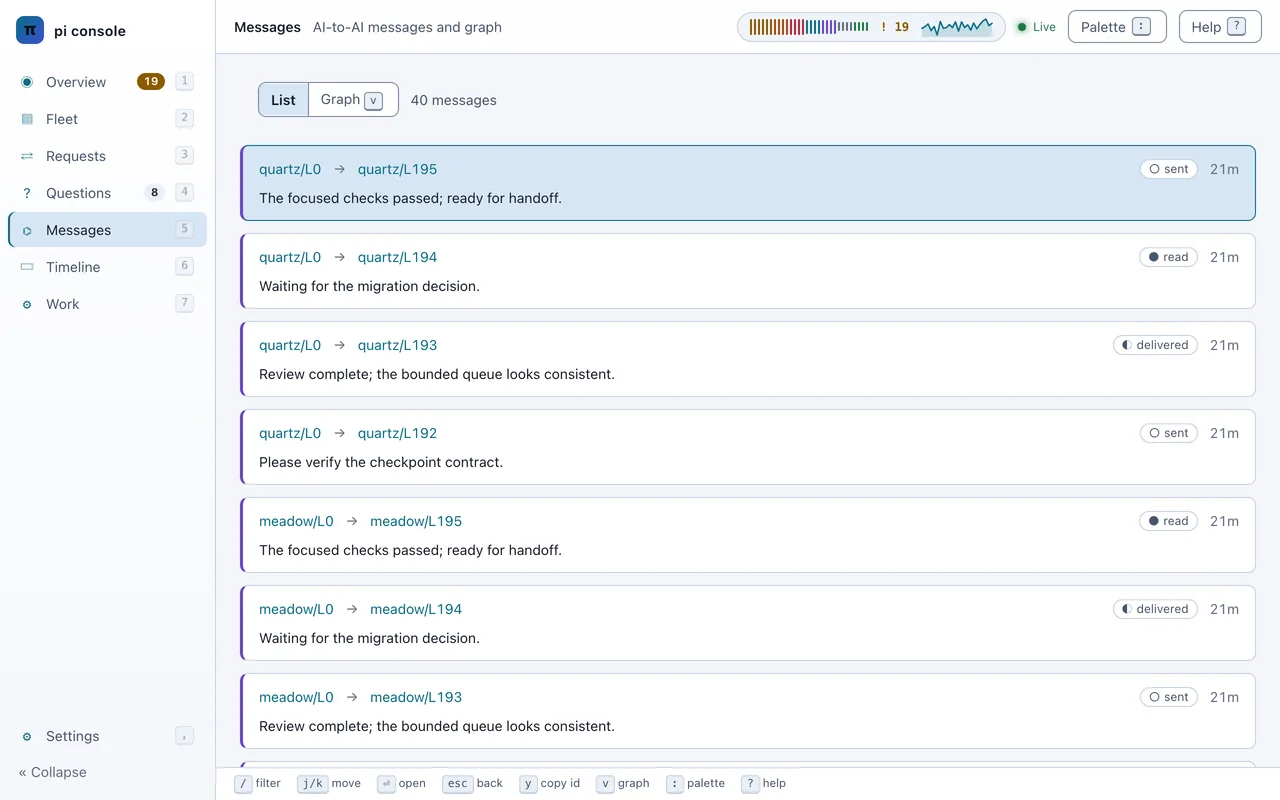 π pi console
Overview 19 1
Fleet 2
Requests 3
? Questions 8 4
Messages 5
Timeline 6
Work 7
Settings ,
« Collapse
Messages AI-to-AI messages and graph ! 19 Live Palette : Help ?
List Graph v 40 messages
quartz/L0 → quartz/L195 sent 21m
The focused checks passed; ready for handoff.
quartz/L0 → quartz/L194 read 21m
Waiting for the migration decision.
quartz/L0 → quartz/L193 delivered 21m
Review complete; the bounded queue looks consistent.
quartz/L0 → quartz/L192 sent 21m
Please verify the checkpoint contract.
meadow/L0 → meadow/L195 read 21m
The focused checks passed; ready for handoff.
meadow/L0 → meadow/L194 delivered 21m
Waiting for the migration decision.
meadow/L0 → meadow/L193 sent 21m
Review complete; the bounded queue looks consistent.
/ filter j/k move ⏎ open esc back y copy id v graph : palette ? help